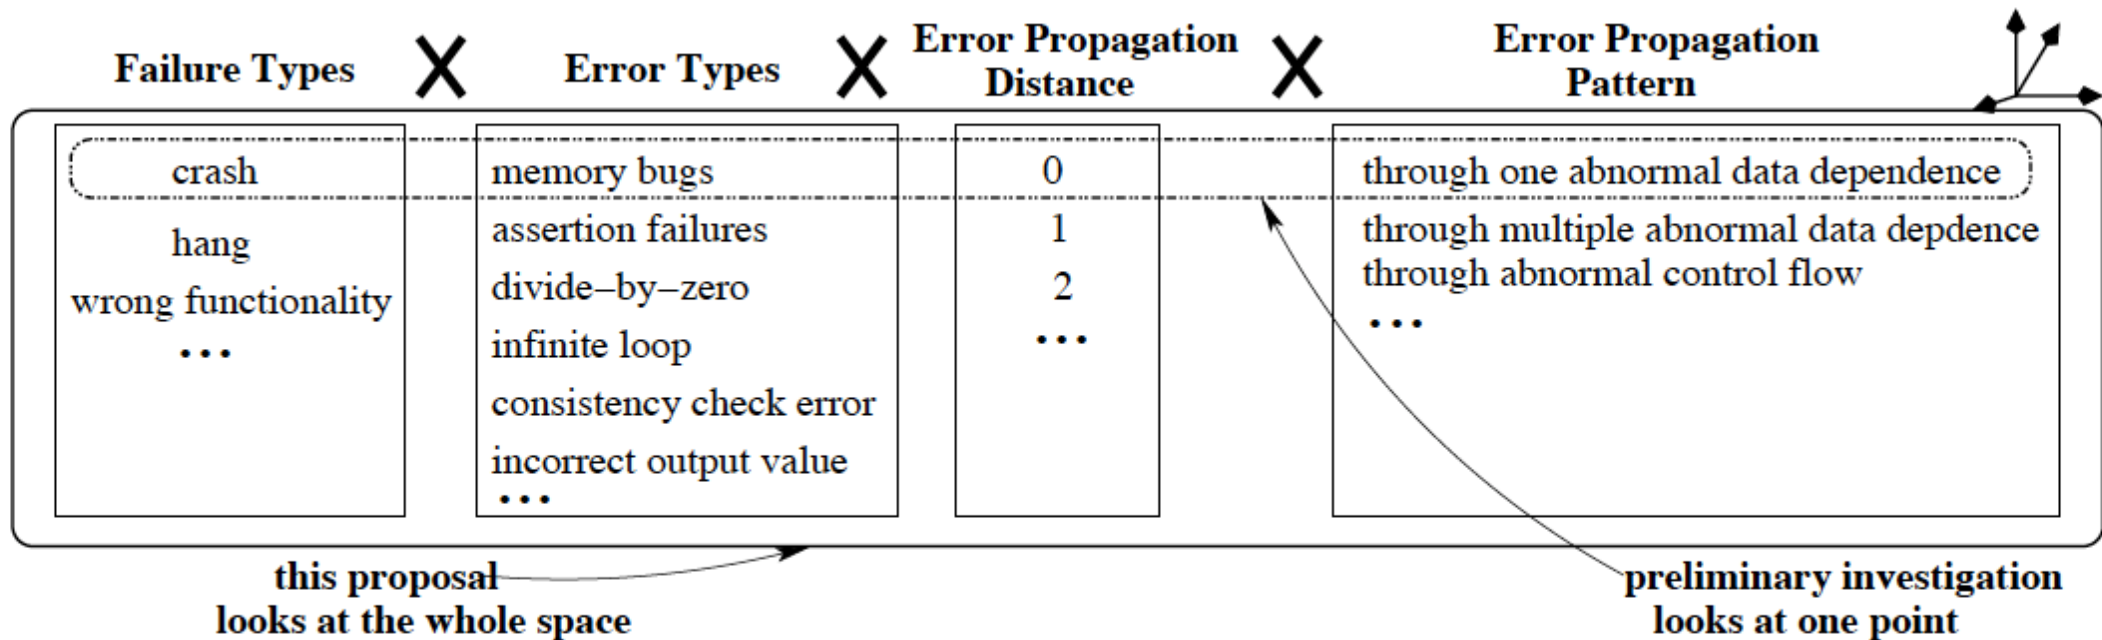 Failure Types X Error Types X Error Propagation Distance X Error Propagation Pattern
crash
hang
wrong functionality
...
memory bugs
assertion failures
divide–by–zero
infinite loop
consistency check error
incorrect output value
...
0
1
2
...
through one abnormal data dependence
through multiple abnormal data depdence
through abnormal control flow
...
this proposal
looks at the whole space
preliminary investigation
looks at one point